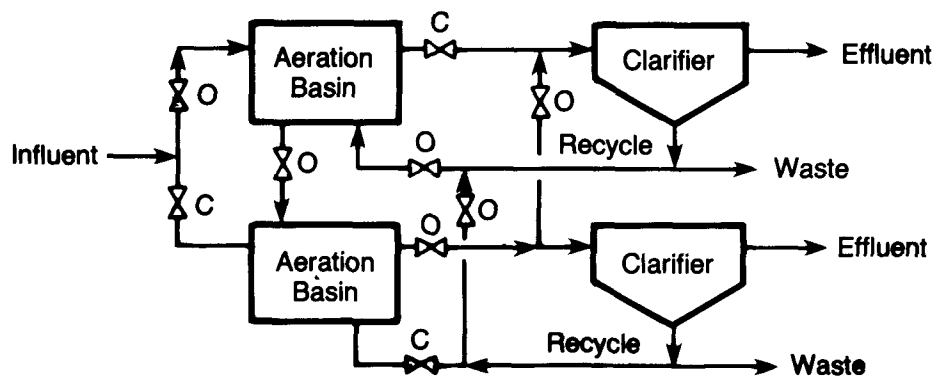 C
Aeration
Basin
Clarifier
Effluent
O
O
Influent
O
O
Recycle
Waste
C
O
O
Aeration
Basin
Clarifier
Effluent
C
Recycle
Waste